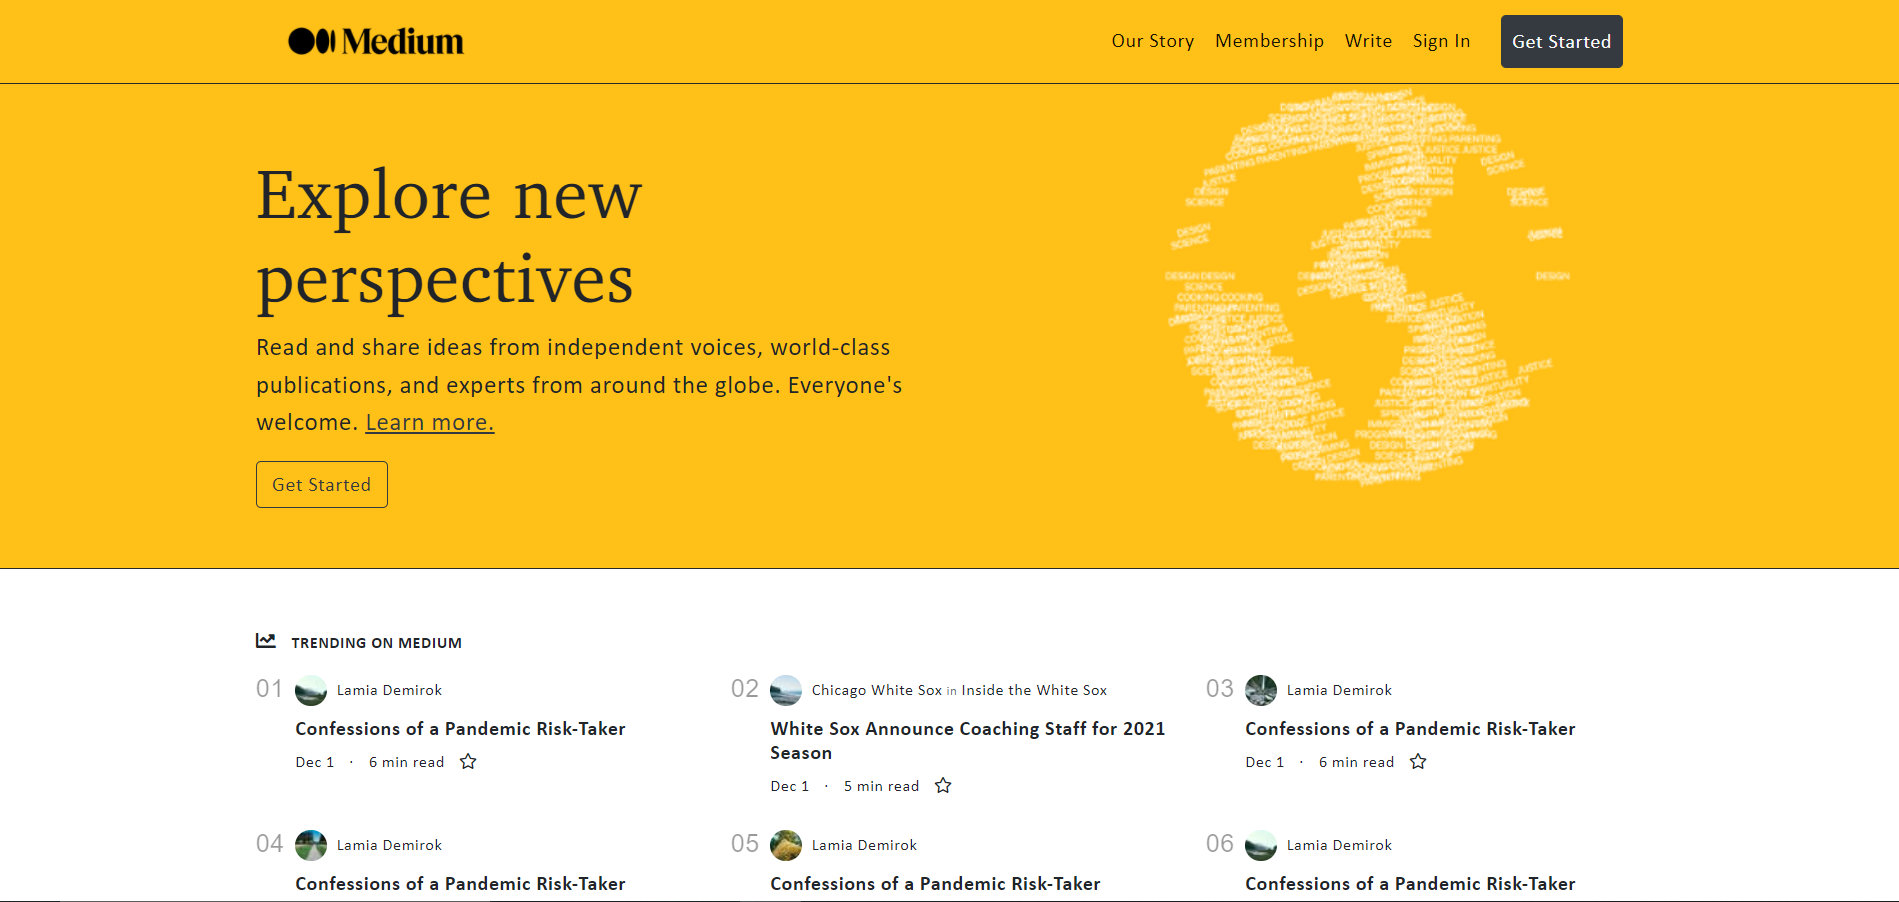 Medium
Our Story Membership Write Sign In Get Started
Explore new
perspectives
Read and share ideas from independent voices, world-class
publications, and experts from around the globe. Everyone's
welcome. Learn more.
Get Started
TRENDING ON MEDIUM
01 Lamia Demirok
Confessions of a Pandemic Risk-Taker
Dec 1 · 6 min read
02 Chicago White Sox in Inside the White Sox
White Sox Announce Coaching Staff for 2021
Season
Dec 1 · 5 min read
03 Lamia Demirok
Confessions of a Pandemic Risk-Taker
Dec 1 · 6 min read
04 Lamia Demirok
Confessions of a Pandemic Risk-Taker
05 Lamia Demirok
Confessions of a Pandemic Risk-Taker
06 Lamia Demirok
Confessions of a Pandemic Risk-Taker